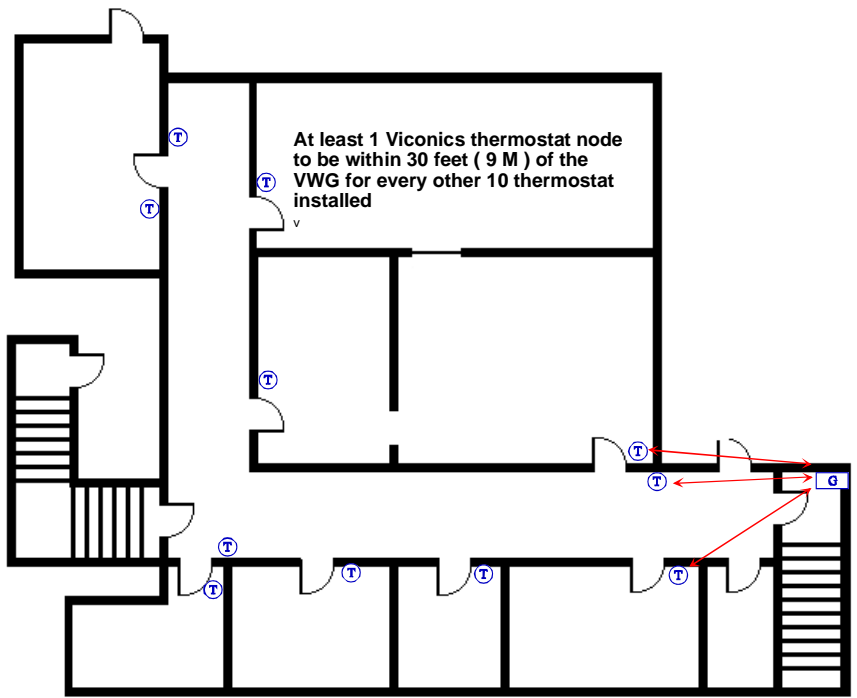 T
At least 1 Viconics thermostat node
to be within 30 feet ( 9 M ) of the
VWG for every other 10 thermostat
installed
v
T
T
T
T
T
G
T
T
T
T
T